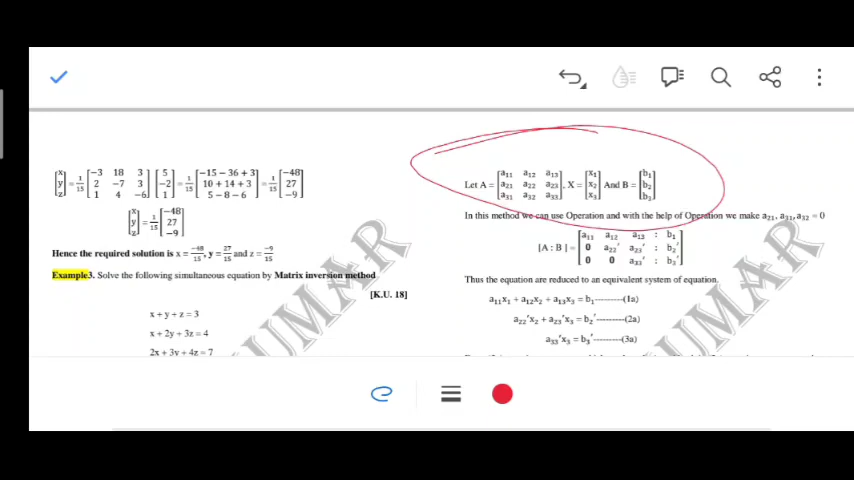 [x y z] = 1/15 [−3 18 3; 2 −7 3; 1 4 −6] [5; −2; 1] = 1/15 [−15 − 36 + 3; 10 + 14 + 3; 5 − 8 − 6] = 1/15 [−48; 27; −9]
[x y z] = 1/15 [−48; 27; −9]
Hence the required solution is x = −48/15, y = 27/15 and z = −9/15
Example3. Solve the following simultaneous equation by Matrix inversion method
[K.U. 18]
x + y + z = 3
x + 2y + 3z = 4
2x + 3y + 4z = 7
Let A = [a11 a12 a13; a21 a22 a23; a31 a32 a33], X = [x1; x2; x3] And B = [b1; b2; b3]
In this method we can use Operation and with the help of Operation we make a21, a31, a32 = 0
[A : B] = [a11 a12 a13 : b1; 0 a22′ a23′ : b2′; 0 0 a33′ : b3′]
Thus the equation are reduced to an equivalent system of equation.
a11x1 + a12x2 + a13x3 = b1---------(1a)
a22′x2 + a23′x3 = b2′---------(2a)
a33′x3 = b3′---------(3a)
UMAR
UMAR